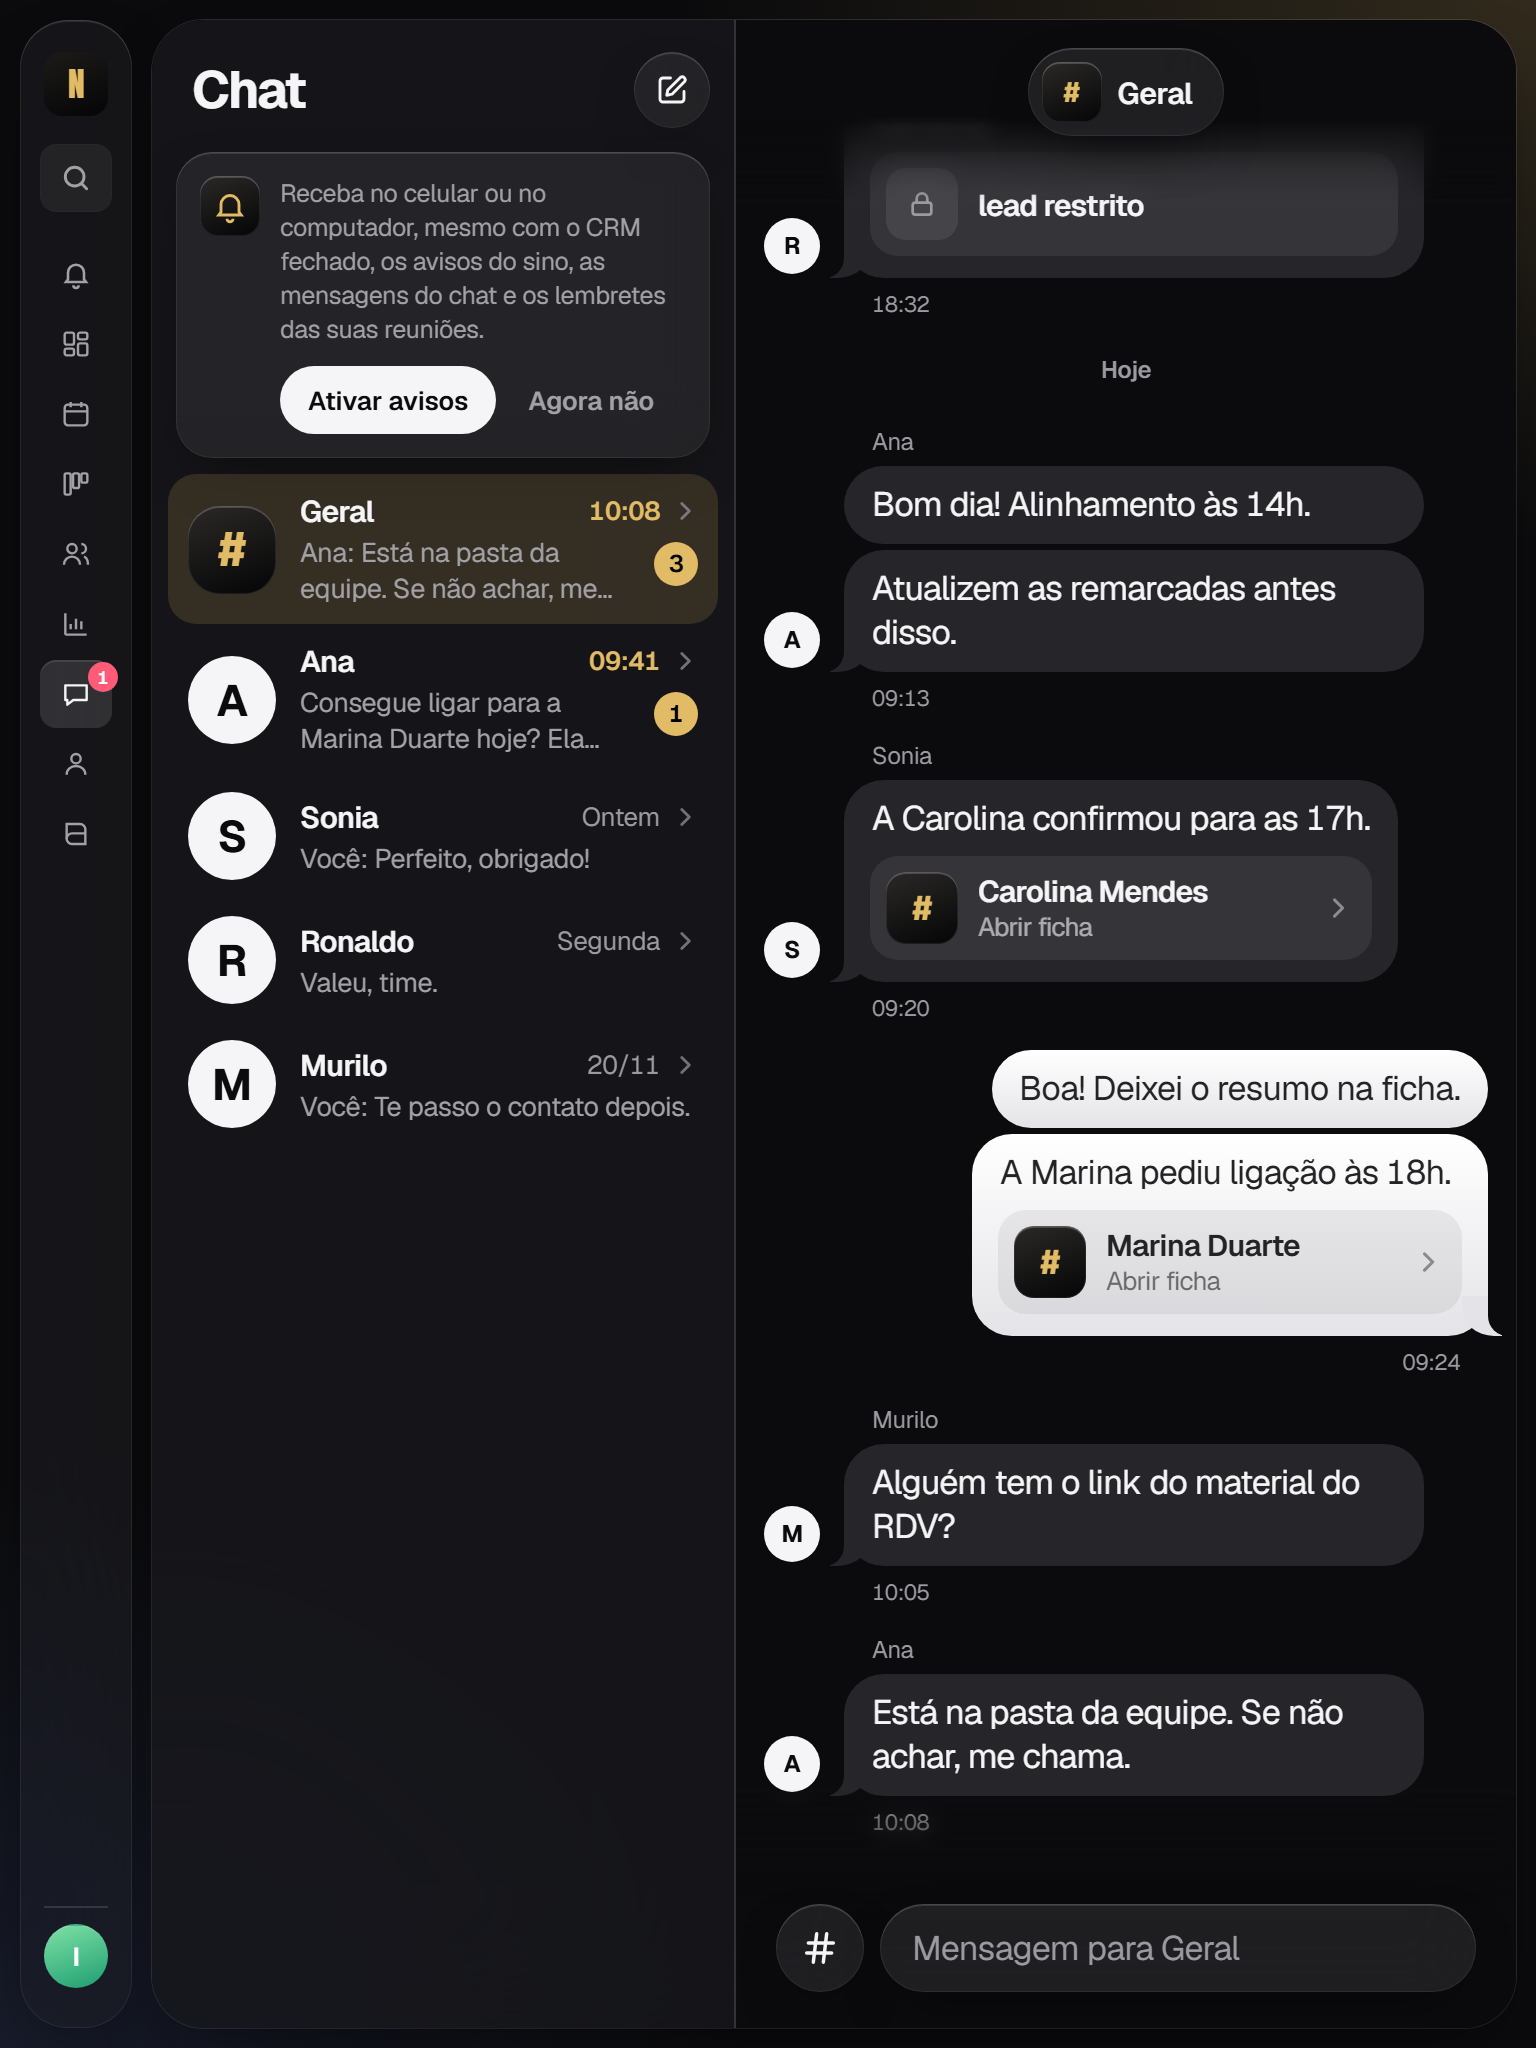 N
1
I
Chat
Receba no celular ou no
computador, mesmo com o CRM
fechado, os avisos do sino, as
mensagens do chat e os lembretes
das suas reuniões.
Ativar avisos
Agora não
#
Geral
10:08
Ana: Está na pasta da
equipe. Se não achar, me...
3
A
Ana
09:41
Consegue ligar para a
Marina Duarte hoje? Ela...
1
S
Sonia
Ontem
Você: Perfeito, obrigado!
R
Ronaldo
Segunda
Valeu, time.
M
Murilo
20/11
Você: Te passo o contato depois.
# Geral
lead restrito
R
18:32
Hoje
Ana
Bom dia! Alinhamento às 14h.
Atualizem as remarcadas antes
disso.
A
09:13
Sonia
A Carolina confirmou para as 17h.
#
Carolina Mendes
Abrir ficha
S
09:20
Boa! Deixei o resumo na ficha.
A Marina pediu ligação às 18h.
#
Marina Duarte
Abrir ficha
09:24
Murilo
Alguém tem o link do material do
RDV?
M
10:05
Ana
Está na pasta da equipe. Se não
achar, me chama.
A
10:08
#
Mensagem para Geral